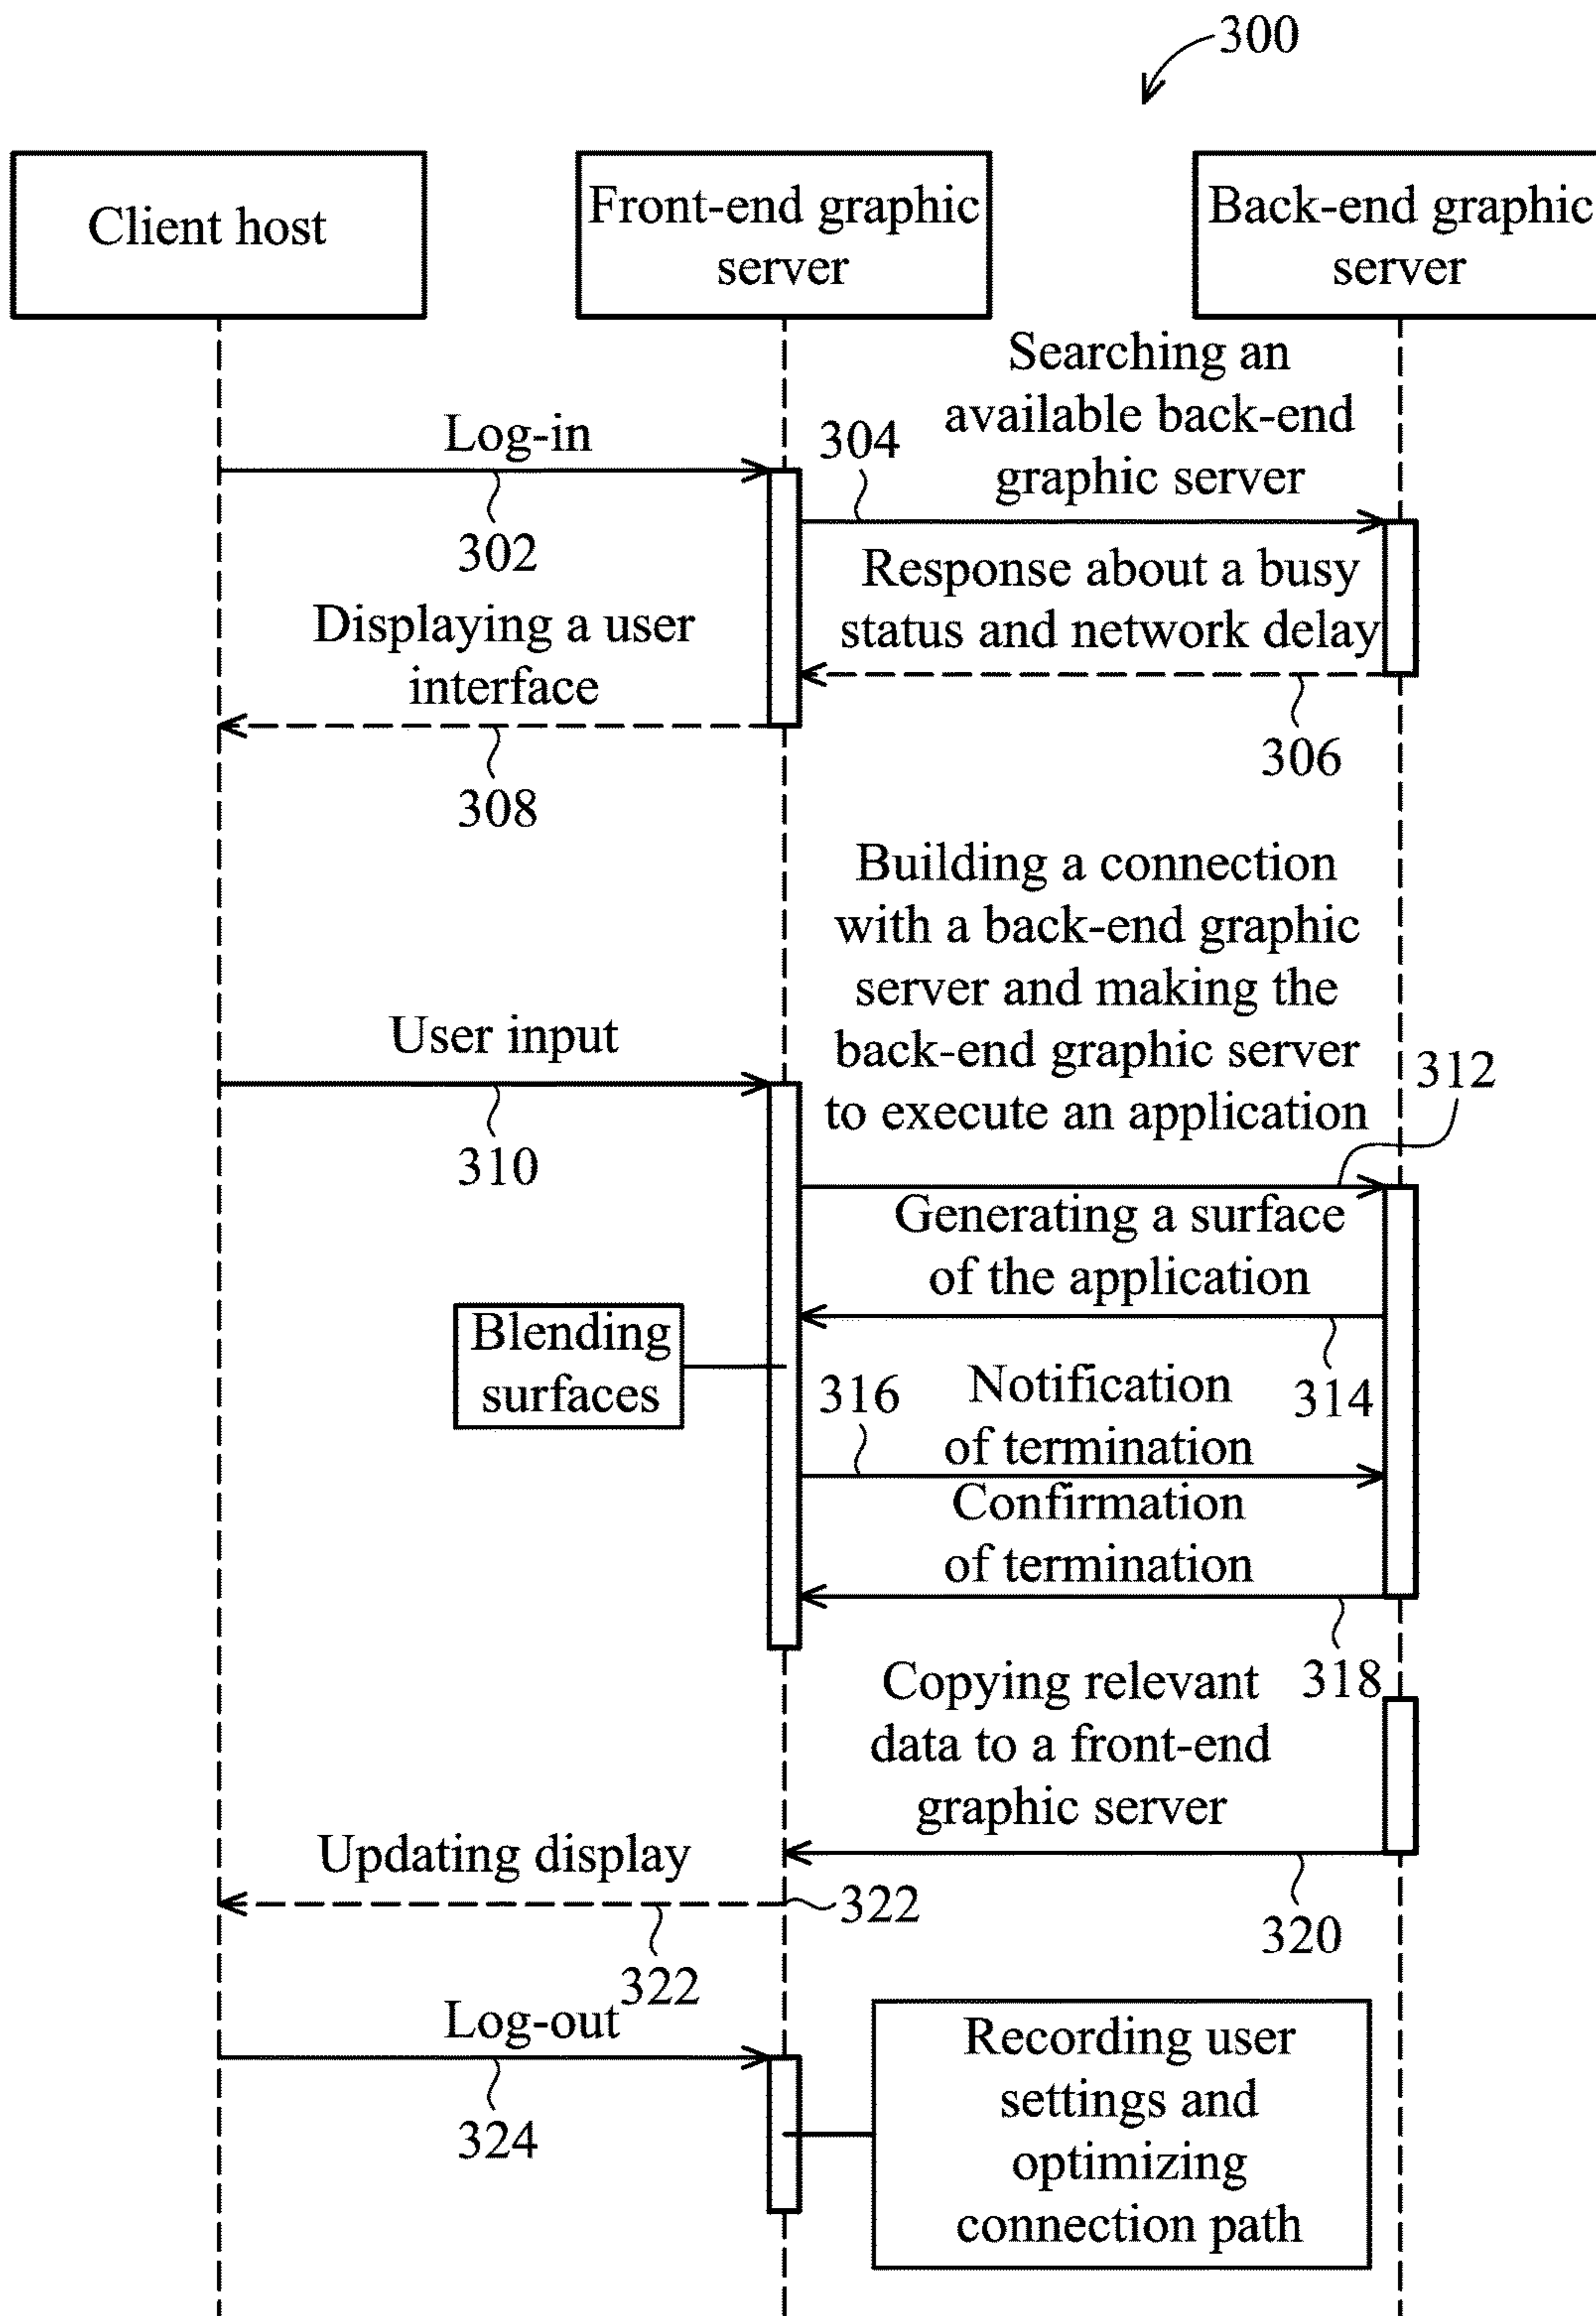 300
Client host
Front-end graphic
server
Back-end graphic
server
Searching an
available back-end
graphic server
Log-in
304
302
Response about a busy
status and network delay
Displaying a user
interface
306
308
Building a connection
with a back-end graphic
server and making the
back-end graphic server
to execute an application
312
User input
310
Generating a surface
of the application
Blending
surfaces
314
316
Notification
of termination
Confirmation
of termination
318
Copying relevant
data to a front-end
graphic server
Updating display
322
320
322
Log-out
324
Recording user
settings and
optimizing
connection path